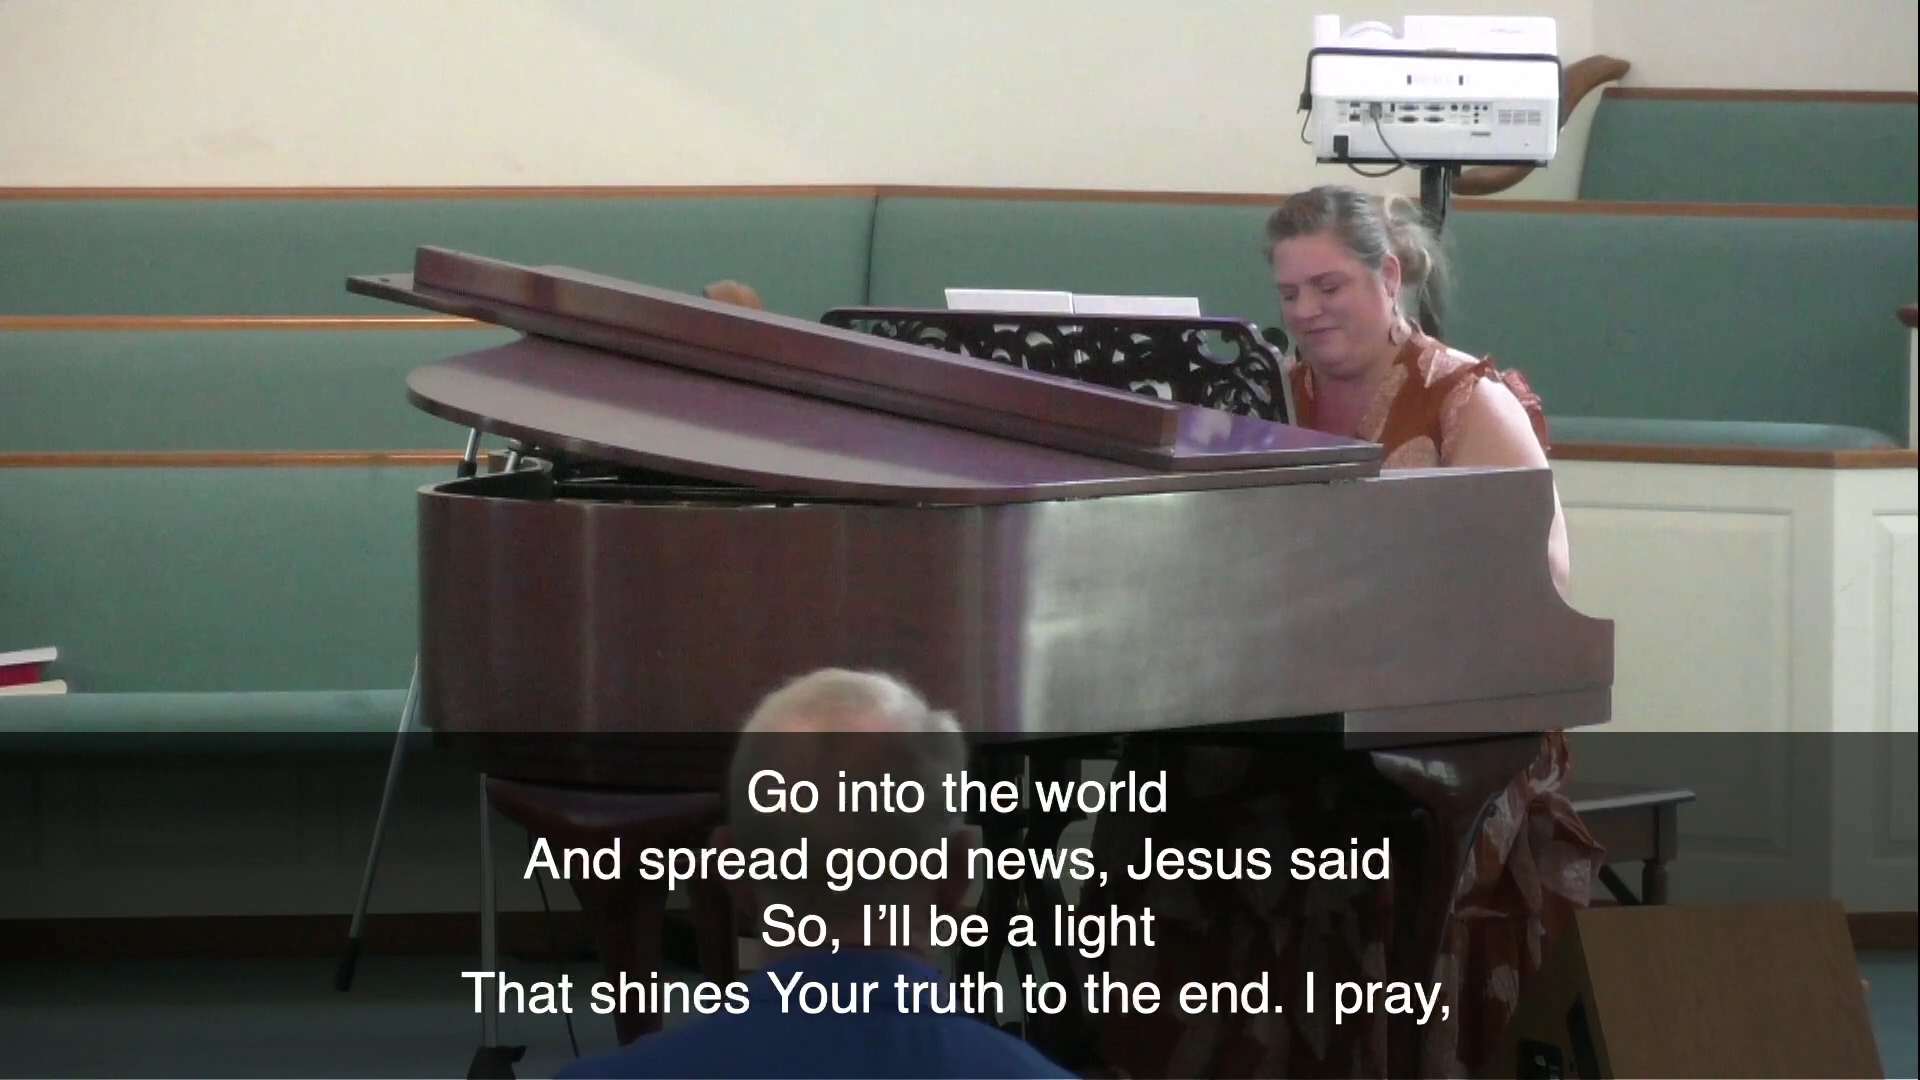 Go into the world
And spread good news, Jesus said
So, I’ll be a light
That shines Your truth to the end. I pray,